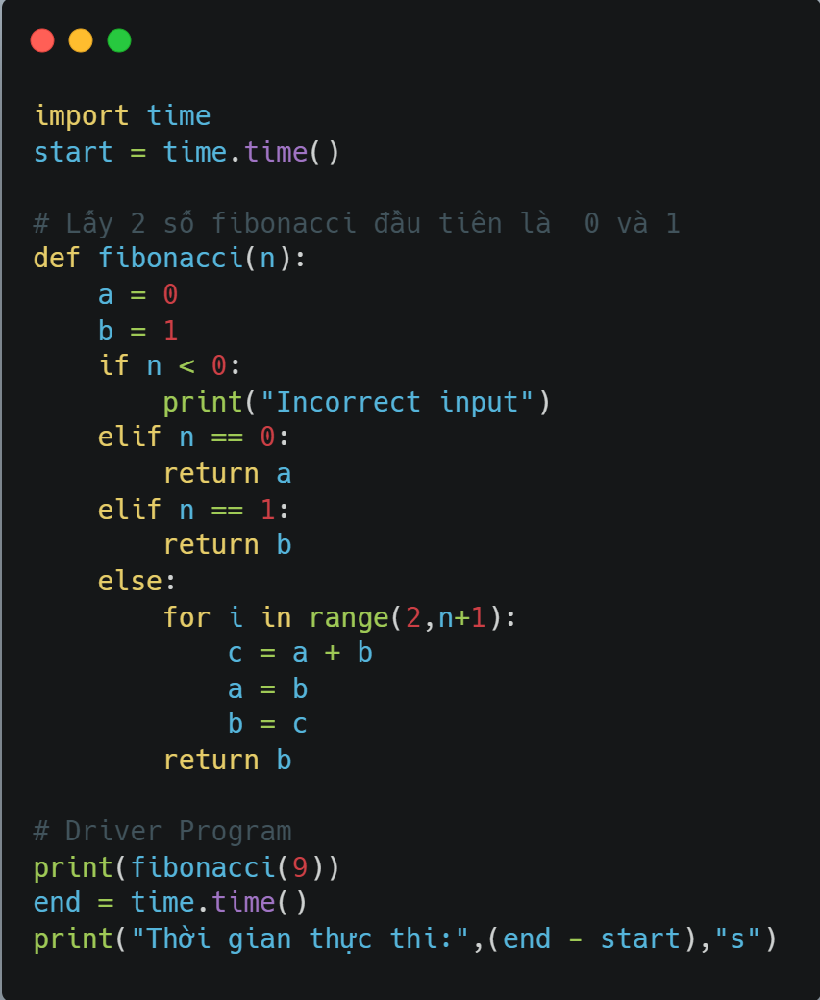 import time
start = time.time()

# Lấy 2 số fibonacci đầu tiên là  0 và 1
def fibonacci(n):
    a = 0
    b = 1
    if n < 0:
        print("Incorrect input")
    elif n == 0:
        return a
    elif n == 1:
        return b
    else:
        for i in range(2,n+1):
            c = a + b
            a = b
            b = c
        return b

# Driver Program
print(fibonacci(9))
end = time.time()
print("Thời gian thực thi:",(end - start),"s")